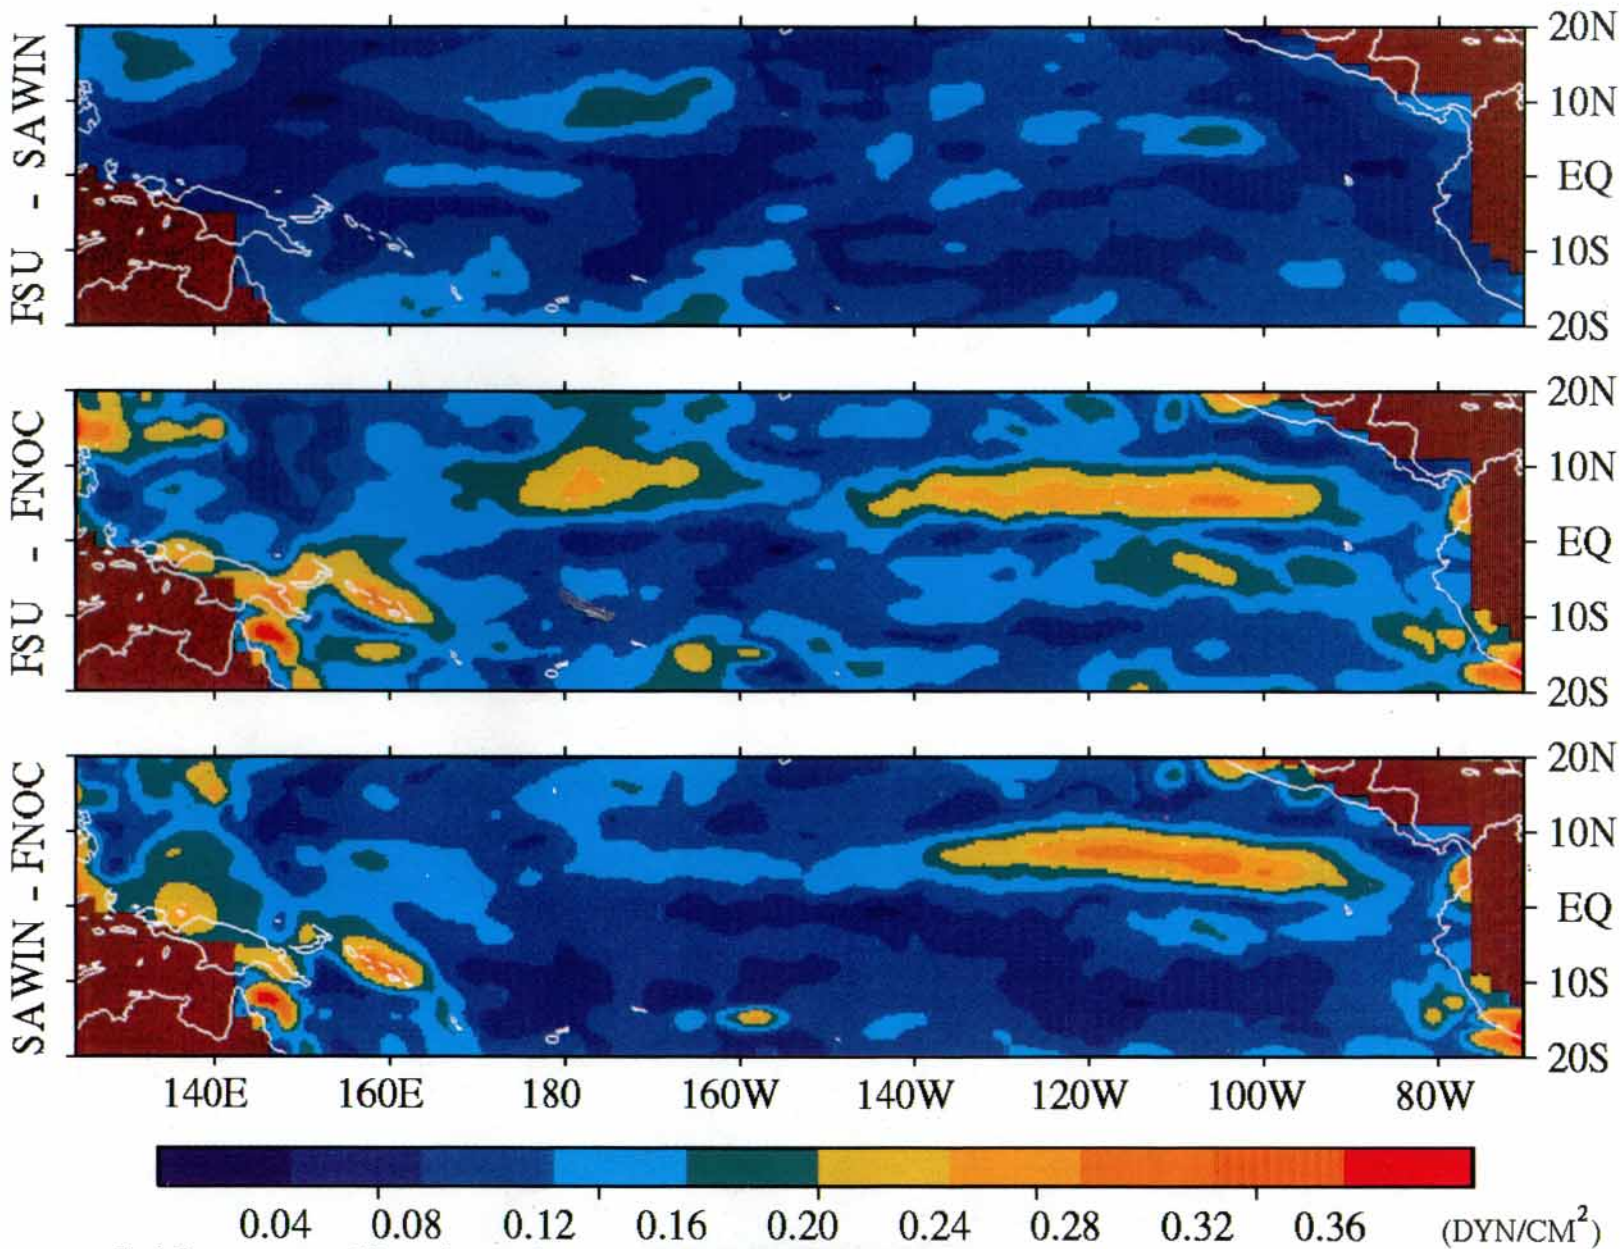 FSU - SAWIN
20N
10N
EQ
10S
20S
FSU - FNOC
20N
10N
EQ
10S
20S
SAWIN - FNOC
20N
10N
EQ
10S
20S
140E 160E 180 160W 140W 120W 100W 80W
0.04 0.08 0.12 0.16 0.20 0.24 0.28 0.32 0.36 (DYN/CM²)